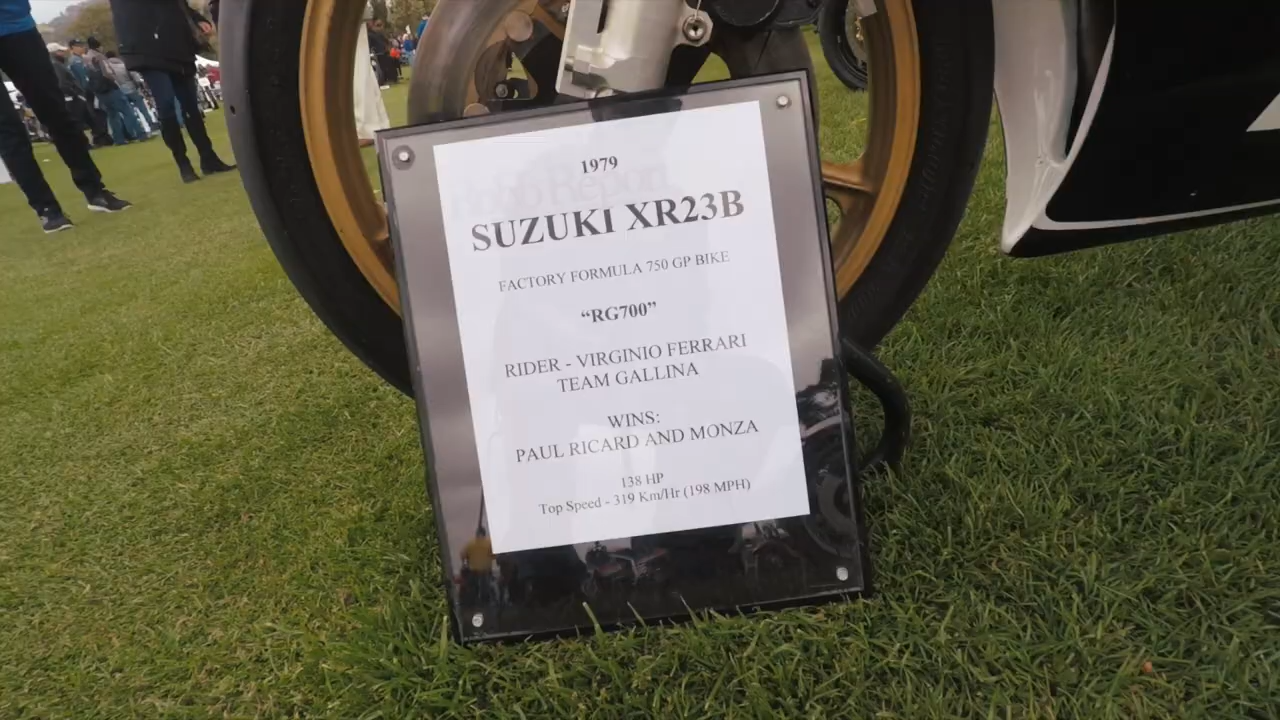 1979
SUZUKI XR23B
FACTORY FORMULA 750 GP BIKE
“RG700”
RIDER - VIRGINIO FERRARI
TEAM GALLINA
WINS:
PAUL RICARD AND MONZA
138 HP
Top Speed - 319 Km/Hr (198 MPH)